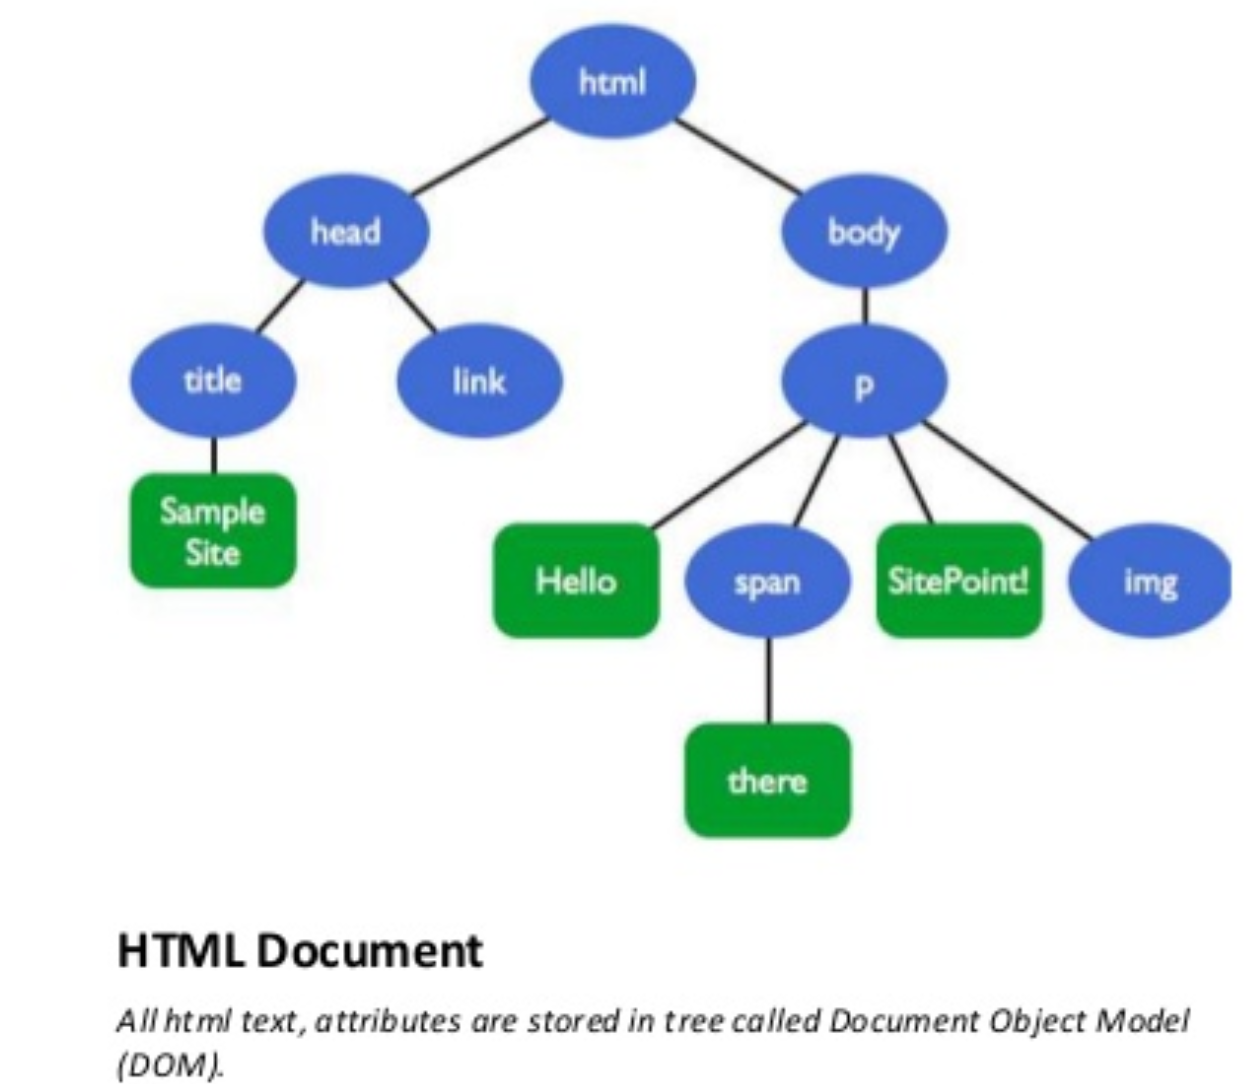 html
head
body
title
link
p
Sample
Site
Hello
span
SitePoint!
img
there
HTML Document
All html text, attributes are stored in tree called Document Object Model
(DOM).